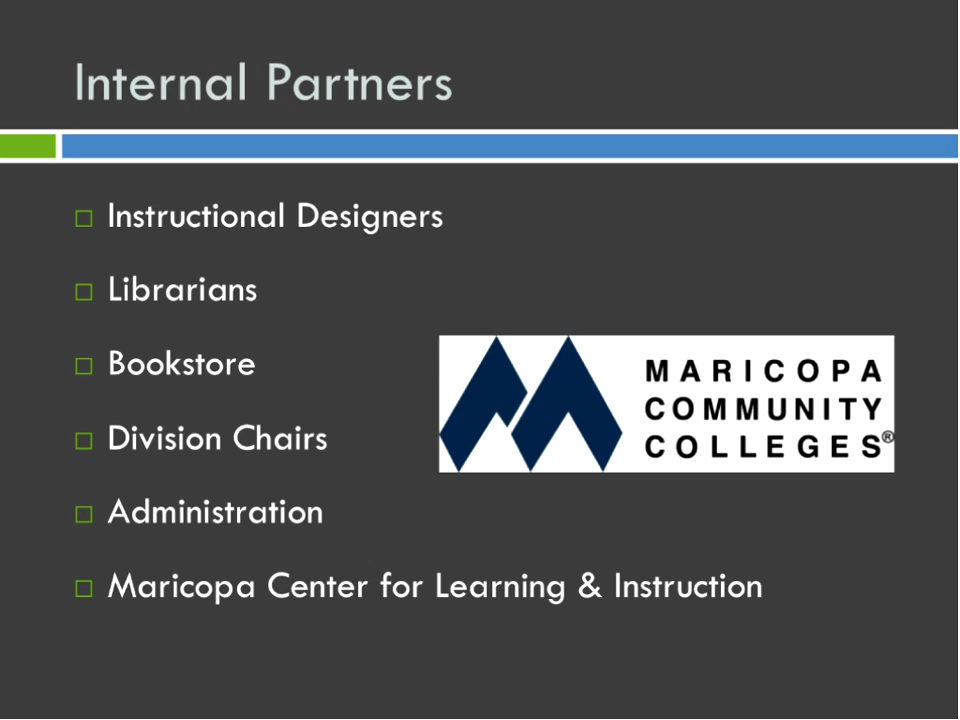 Internal Partners
Instructional Designers
Librarians
Bookstore
Division Chairs
Administration
Maricopa Center for Learning & Instruction
MARICOPA
COMMUNITY
COLLEGES®